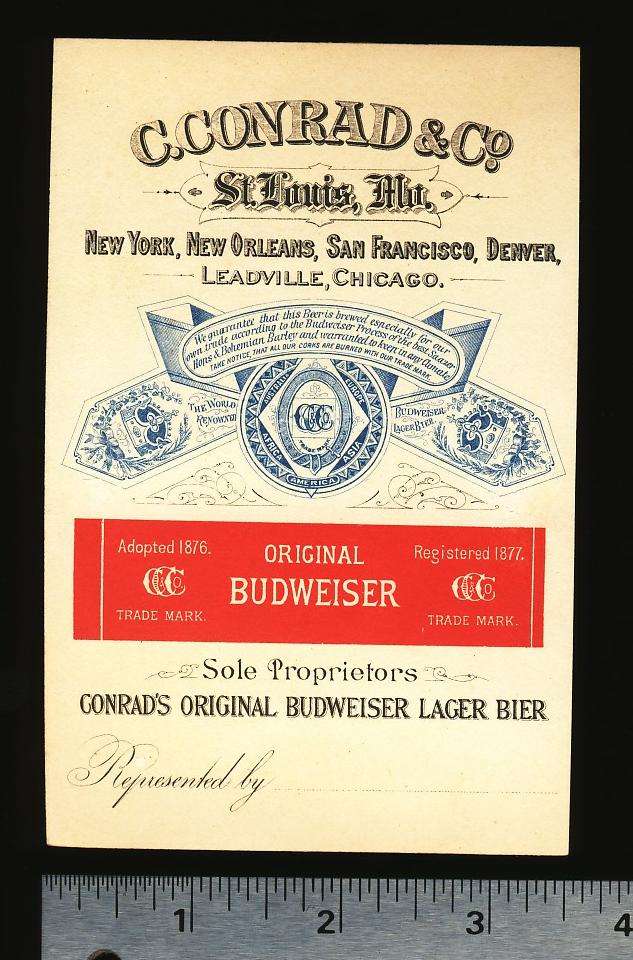 C. CONRAD & Co
St. Louis, Mo.
NEW YORK, NEW ORLEANS, SAN FRANCISCO, DENVER,
LEADVILLE, CHICAGO.
We guarantee that this Beer is brewed especially for our
own trade according to the Budweiser Process of the best Saazer
Hops & Bohemian Barley and warranted to keep in any Climate
TAKE NOTICE, THAT ALL OUR CORKS ARE BURNED WITH OUR TRADE MARK.
THE WORLD
RENOWNED
AUSTRALIA
EUROPE
CCCo
TRADE MARK
AFRICA
ASIA
AMERICA
BUDWEISER
LAGER BIER
Adopted 1876.
CCCo
TRADE MARK.
ORIGINAL
BUDWEISER
Registered 1877.
CCCo
TRADE MARK.
Sole Proprietors
CONRAD'S ORIGINAL BUDWEISER LAGER BIER
Represented by
1 2 3 4